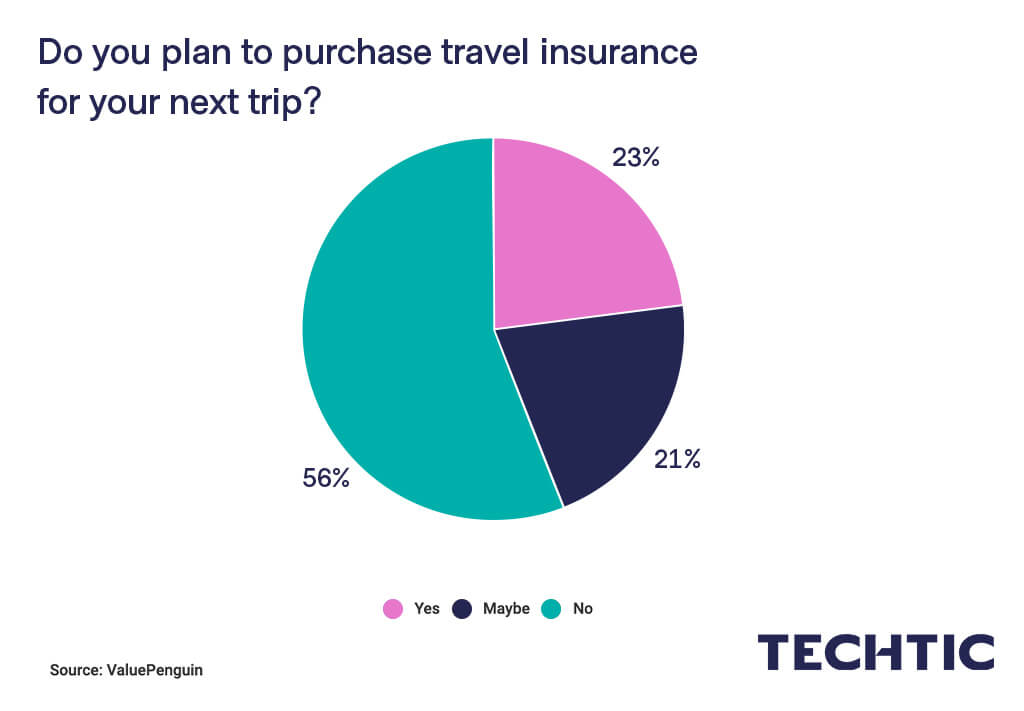 Do you plan to purchase travel insurance
for your next trip?
23%
21%
56%
Yes Maybe No
TECHTIC
Source: ValuePenguin